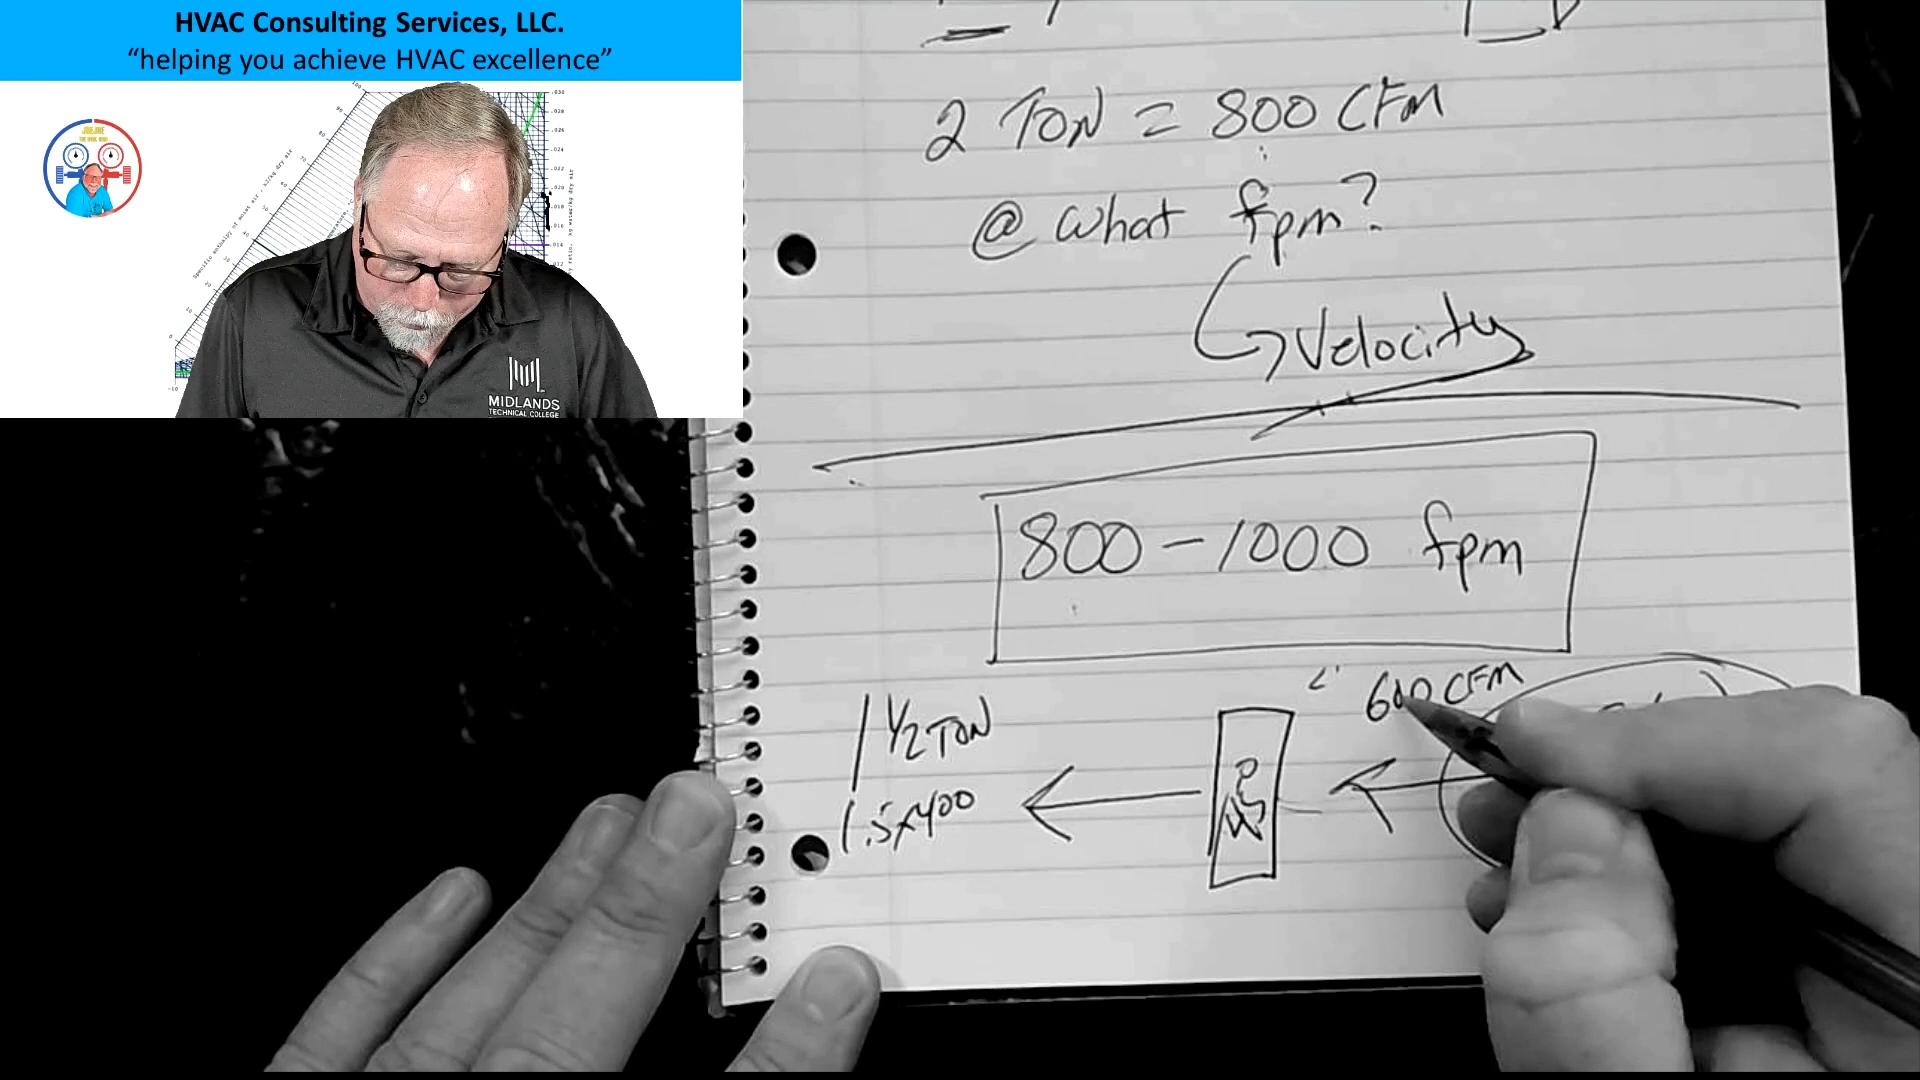 HVAC Consulting Services, LLC.
“helping you achieve HVAC excellence”
JOEJOE
MIDLANDS
TECHNICAL COLLEGE
2 TON = 800 CFM
@ what fpm?
Velocity
800 - 1000 fpm
1 1/2 TON
1.5x400
600 CFM